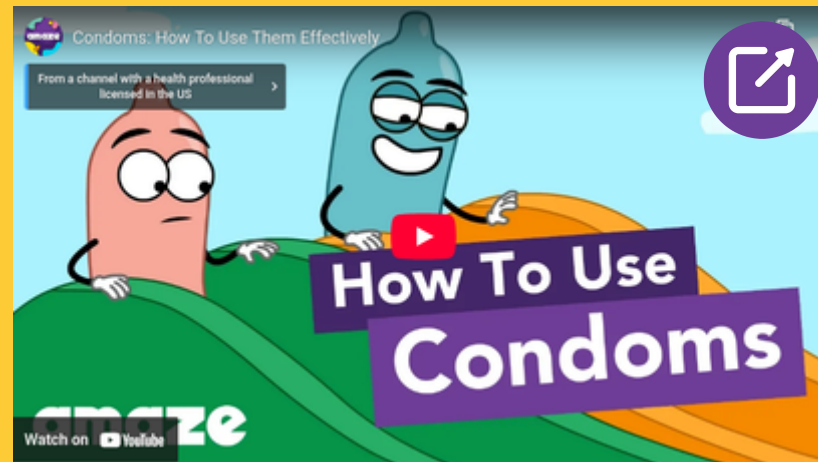 amaze
Condoms: How To Use Them Effectively
From a channel with a health professional
licensed in the US
How To Use
Condoms
amaze
Watch on YouTube